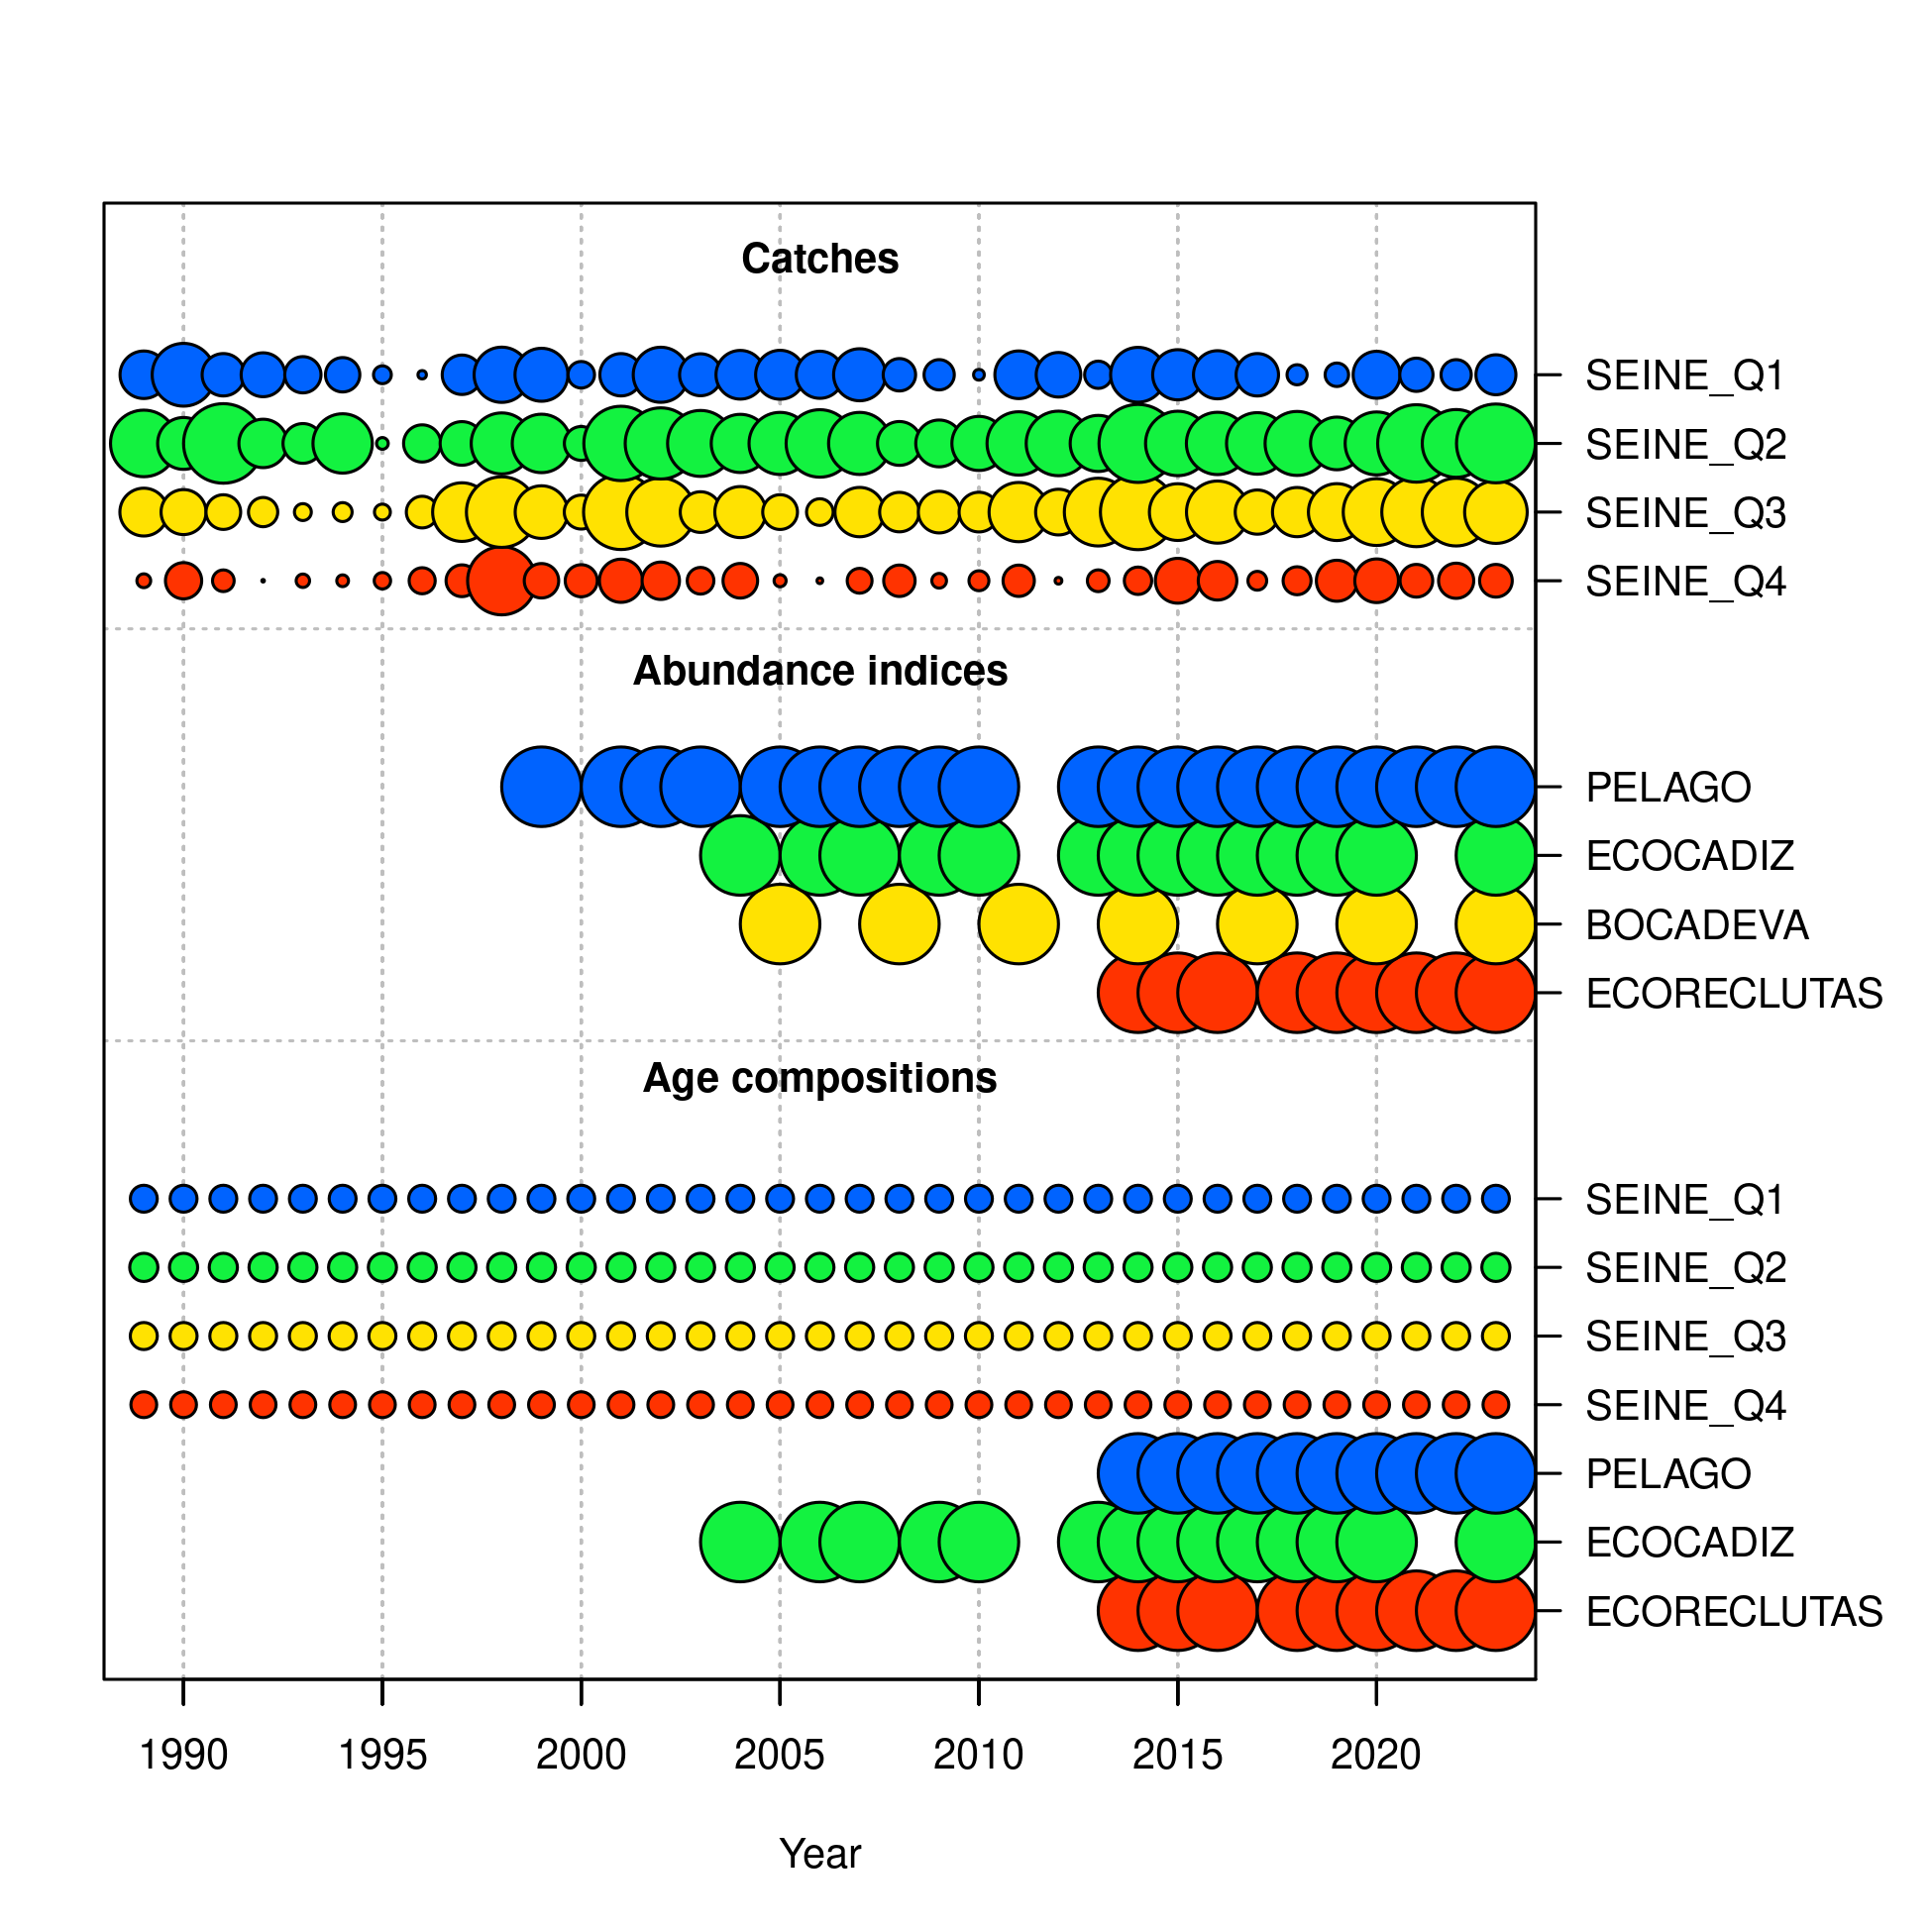 Catches
SEINE_Q1
SEINE_Q2
SEINE_Q3
SEINE_Q4
Abundance indices
PELAGO
ECOCADIZ
BOCADEVA
ECORECLUTAS
Age compositions
SEINE_Q1
SEINE_Q2
SEINE_Q3
SEINE_Q4
PELAGO
ECOCADIZ
ECORECLUTAS
1990 1995 2000 2005 2010 2015 2020
Year